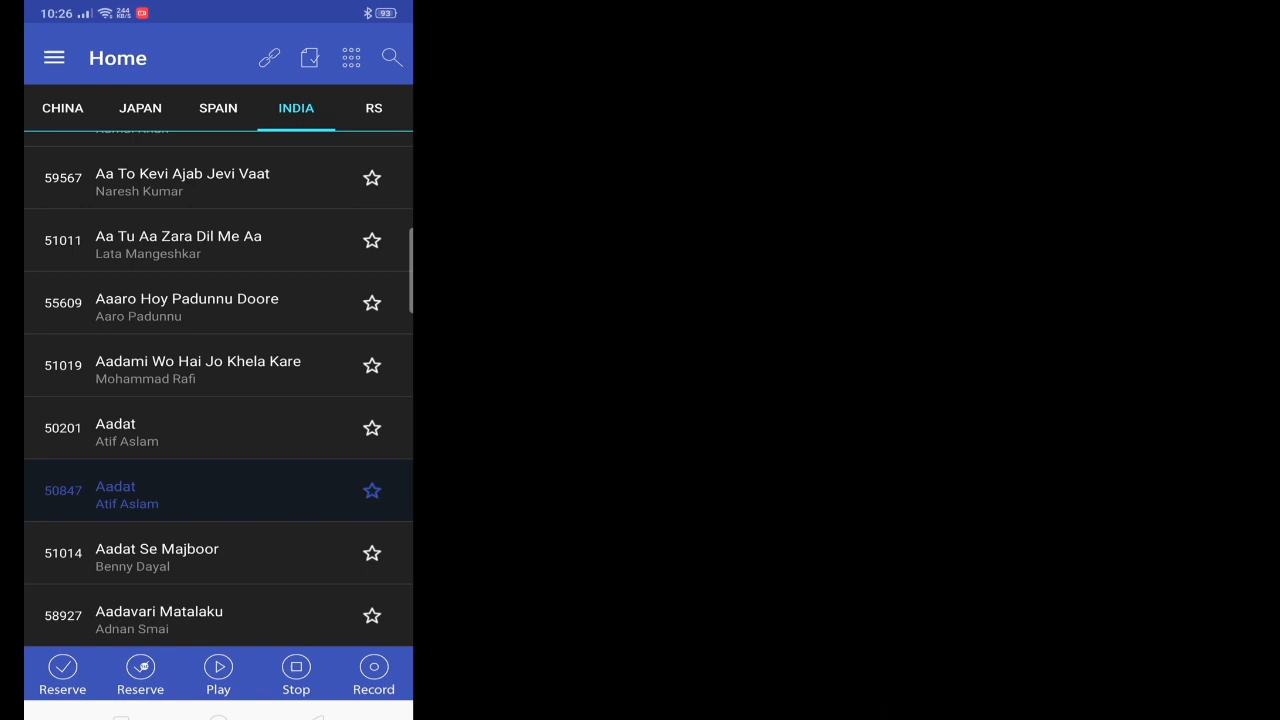 10:26 244 KB/S 93
Home
CHINA JAPAN SPAIN INDIA RS
59567 Aa To Kevi Ajab Jevi Vaat
Naresh Kumar
51011 Aa Tu Aa Zara Dil Me Aa
Lata Mangeshkar
55609 Aaaro Hoy Padunnu Doore
Aaro Padunnu
51019 Aadami Wo Hai Jo Khela Kare
Mohammad Rafi
50201 Aadat
Atif Aslam
50847 Aadat
Atif Aslam
51014 Aadat Se Majboor
Benny Dayal
58927 Aadavari Matalaku
Adnan Smai
Reserve Reserve Play Stop Record